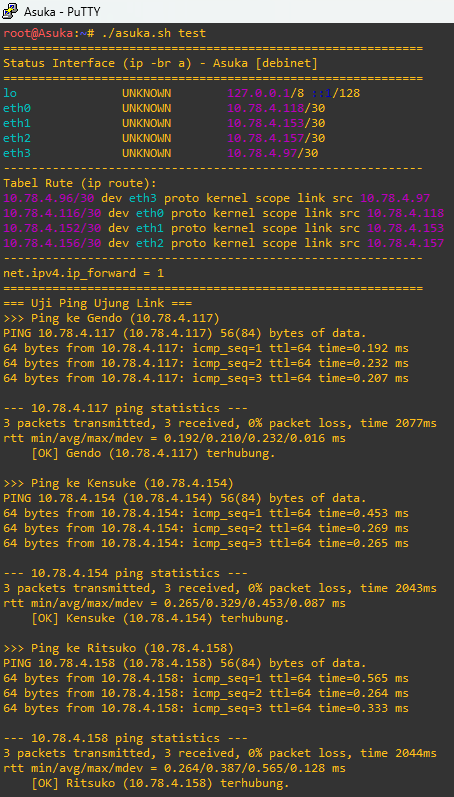 Asuka - PuTTY
root@Asuka:~# ./asuka.sh test
============================================================
Status Interface (ip -br a) - Asuka [debinet]
============================================================
lo               UNKNOWN        127.0.0.1/8 ::1/128
eth0             UNKNOWN        10.78.4.118/30
eth1             UNKNOWN        10.78.4.153/30
eth2             UNKNOWN        10.78.4.157/30
eth3             UNKNOWN        10.78.4.97/30
------------------------------------------------------------
Tabel Rute (ip route):
10.78.4.96/30 dev eth3 proto kernel scope link src 10.78.4.97
10.78.4.116/30 dev eth0 proto kernel scope link src 10.78.4.118
10.78.4.152/30 dev eth1 proto kernel scope link src 10.78.4.153
10.78.4.156/30 dev eth2 proto kernel scope link src 10.78.4.157
------------------------------------------------------------
net.ipv4.ip_forward = 1
============================================================
=== Uji Ping Ujung Link ===
>>> Ping ke Gendo (10.78.4.117)
PING 10.78.4.117 (10.78.4.117) 56(84) bytes of data.
64 bytes from 10.78.4.117: icmp_seq=1 ttl=64 time=0.192 ms
64 bytes from 10.78.4.117: icmp_seq=2 ttl=64 time=0.232 ms
64 bytes from 10.78.4.117: icmp_seq=3 ttl=64 time=0.207 ms

--- 10.78.4.117 ping statistics ---
3 packets transmitted, 3 received, 0% packet loss, time 2077ms
rtt min/avg/max/mdev = 0.192/0.210/0.232/0.016 ms
    [OK] Gendo (10.78.4.117) terhubung.

>>> Ping ke Kensuke (10.78.4.154)
PING 10.78.4.154 (10.78.4.154) 56(84) bytes of data.
64 bytes from 10.78.4.154: icmp_seq=1 ttl=64 time=0.453 ms
64 bytes from 10.78.4.154: icmp_seq=2 ttl=64 time=0.269 ms
64 bytes from 10.78.4.154: icmp_seq=3 ttl=64 time=0.265 ms

--- 10.78.4.154 ping statistics ---
3 packets transmitted, 3 received, 0% packet loss, time 2043ms
rtt min/avg/max/mdev = 0.265/0.329/0.453/0.087 ms
    [OK] Kensuke (10.78.4.154) terhubung.

>>> Ping ke Ritsuko (10.78.4.158)
PING 10.78.4.158 (10.78.4.158) 56(84) bytes of data.
64 bytes from 10.78.4.158: icmp_seq=1 ttl=64 time=0.565 ms
64 bytes from 10.78.4.158: icmp_seq=2 ttl=64 time=0.264 ms
64 bytes from 10.78.4.158: icmp_seq=3 ttl=64 time=0.333 ms

--- 10.78.4.158 ping statistics ---
3 packets transmitted, 3 received, 0% packet loss, time 2044ms
rtt min/avg/max/mdev = 0.264/0.387/0.565/0.128 ms
    [OK] Ritsuko (10.78.4.158) terhubung.